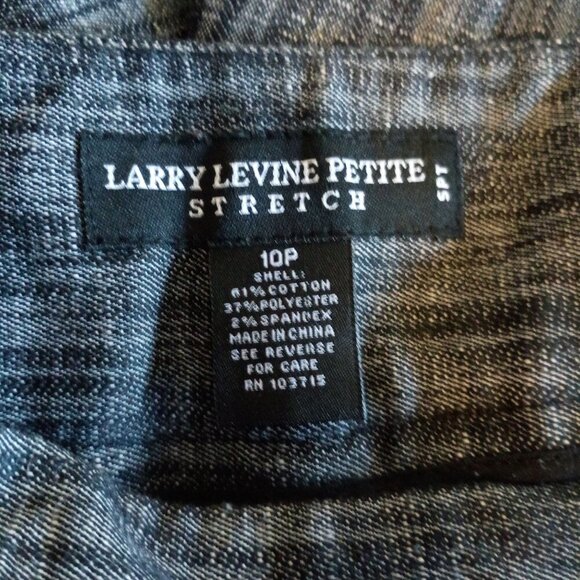 LARRY LEVINE PETITE
STRETCH
SPT
10P
SHELL:
61% COTTON
37% POLYESTER
2% SPANDEX
MADE IN CHINA
SEE REVERSE
FOR CARE
RN 103715